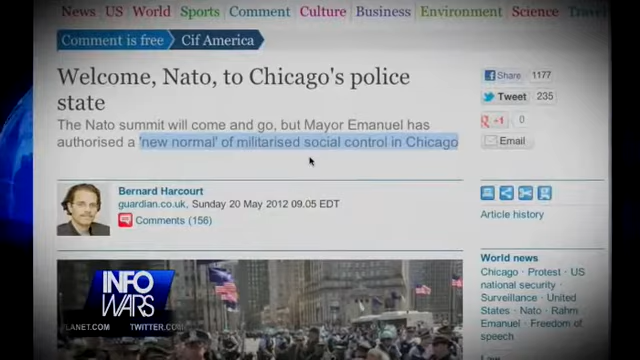 News US World Sports Comment Culture Business Environment Science Travel
Comment is free Cif America
Welcome, Nato, to Chicago's police
state
The Nato summit will come and go, but Mayor Emanuel has
authorised a 'new normal' of militarised social control in Chicago
Share 1177
Tweet 235
+1 0
Email
Bernard Harcourt
guardian.co.uk, Sunday 20 May 2012 09.05 EDT
Comments (156)
Article history
World news
Chicago · Protest · US
national security ·
Surveillance · United
States · Nato · Rahm
Emanuel · Freedom of
speech
INFO
WARS
PLANET.COM TWITTER.COM